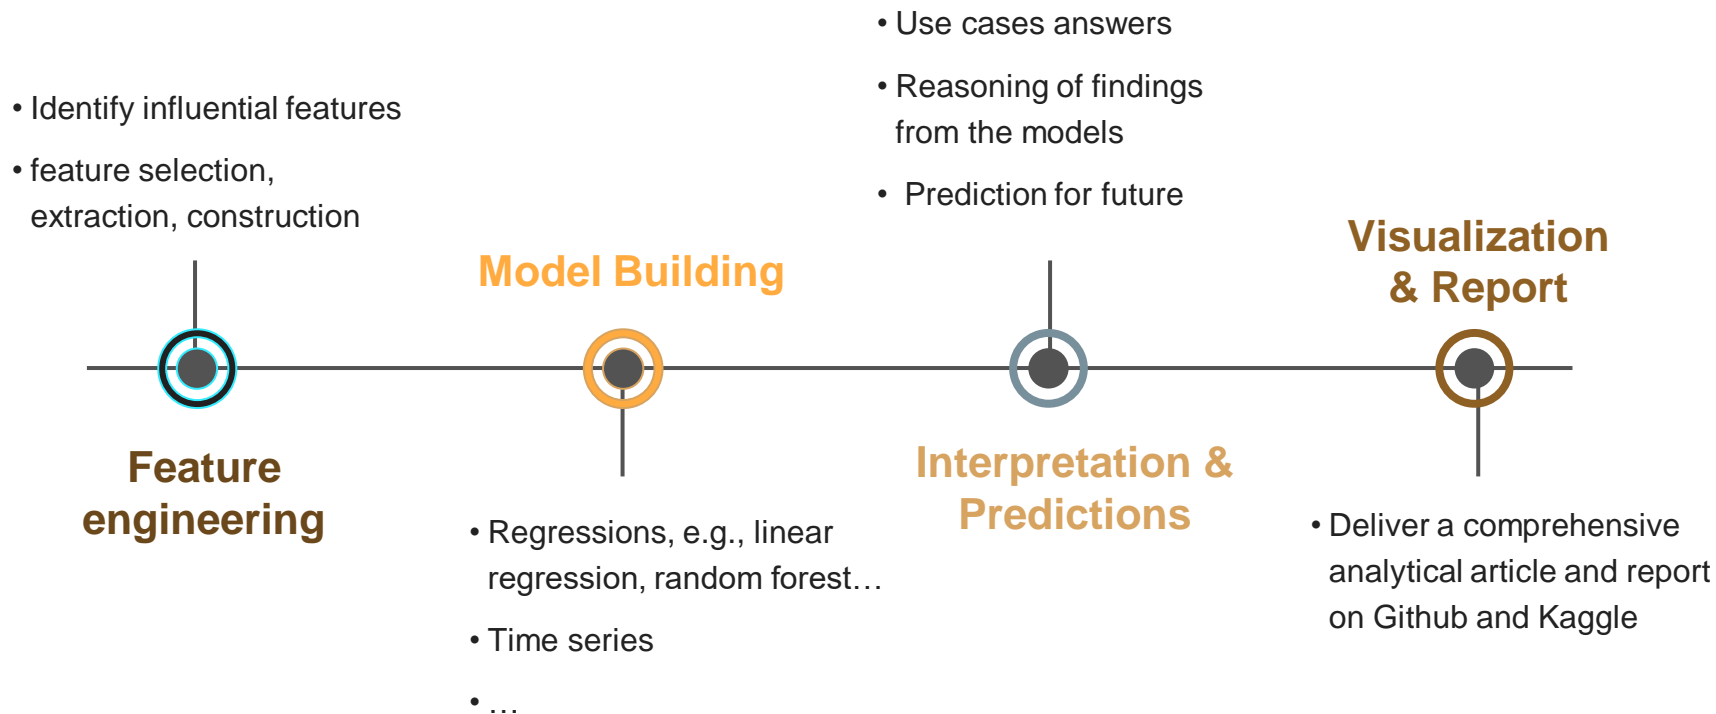 • Identify influential features
• feature selection,
extraction, construction
Feature
engineering
Model Building
• Regressions, e.g., linear
regression, random forest…
• Time series
• …
• Use cases answers
• Reasoning of findings
from the models
• Prediction for future
Interpretation &
Predictions
Visualization
& Report
• Deliver a comprehensive
analytical article and report
on Github and Kaggle